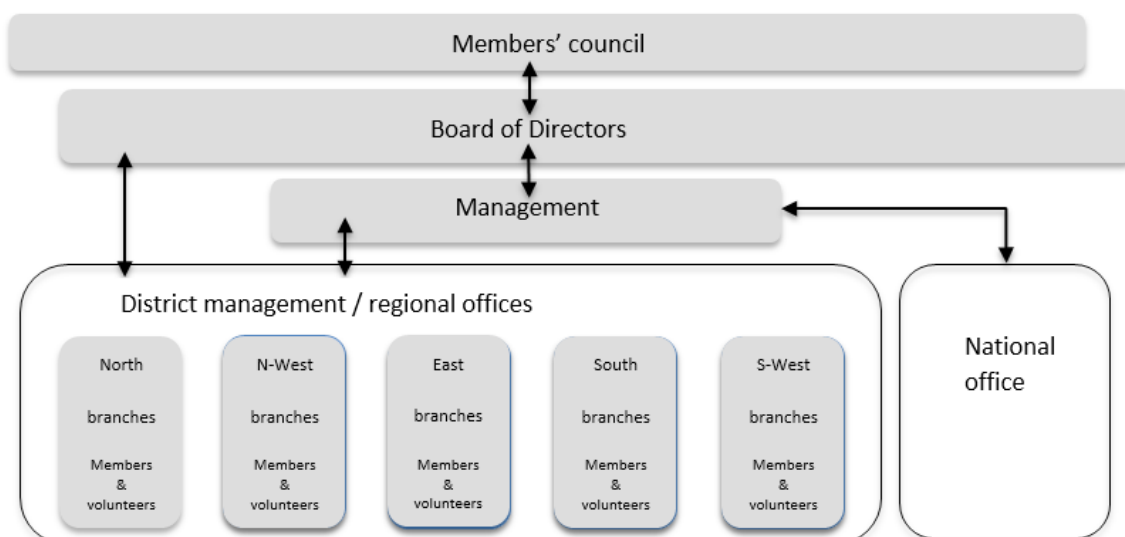 Members' council
Board of Directors
Management
District management / regional offices
North
branches
Members
&
volunteers
N-West
branches
Members
&
volunteers
East
branches
Members
&
volunteers
South
branches
Members
&
volunteers
S-West
branches
Members
&
volunteers
National
office